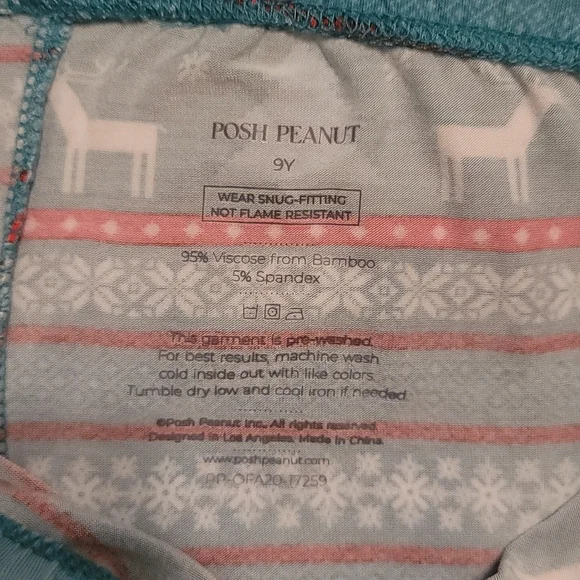 POSH PEANUT
9Y
WEAR SNUG-FITTING
NOT FLAME RESISTANT
95% Viscose from Bamboo
5% Spandex
This garment is pre-washed.
For best results, machine wash
cold inside out with like colors.
Tumble dry low and cool iron if needed.
©Posh Peanut Inc. All rights reserved.
Designed in Los Angeles. Made in China.
www.poshpeanut.com
PP-OFA20-17259